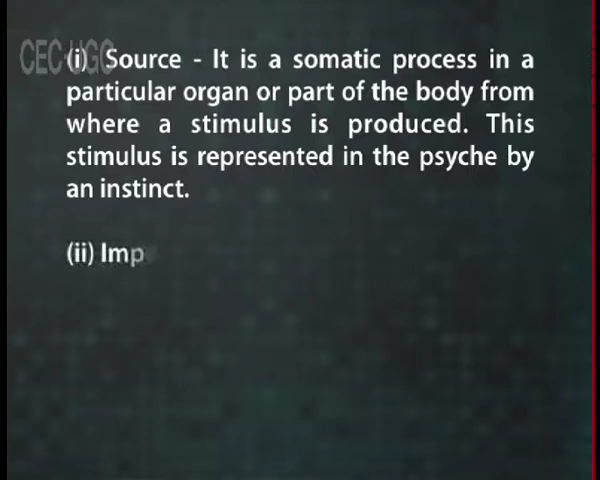 CEC-UGC
(i) Source - It is a somatic process in a
particular organ or part of the body from
where a stimulus is produced. This
stimulus is represented in the psyche by
an instinct.
(ii) Imp